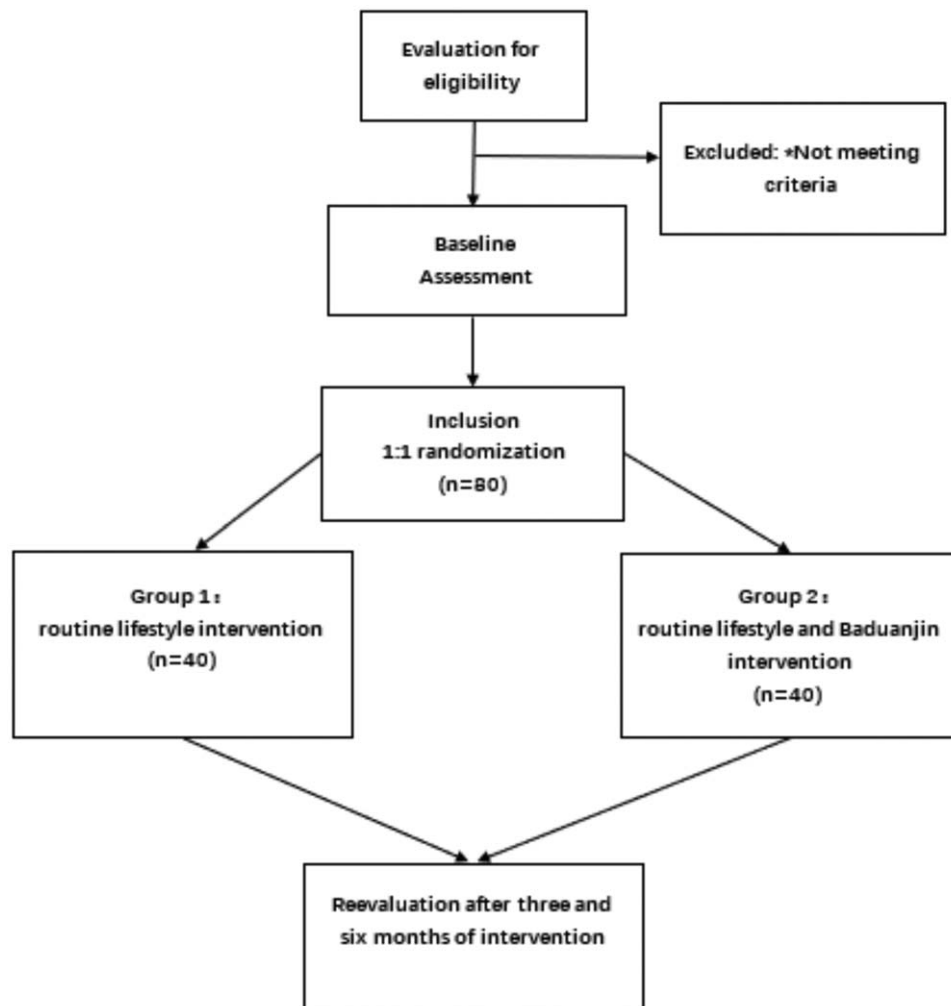 Evaluation for
eligibility
Excluded: *Not meeting
criteria
Baseline
Assessment
Inclusion
1:1 randomization
(n=80)
Group 1:
routine lifestyle intervention
(n=40)
Group 2:
routine lifestyle and Baduanjin
intervention
(n=40)
Reevaluation after three and
six months of intervention